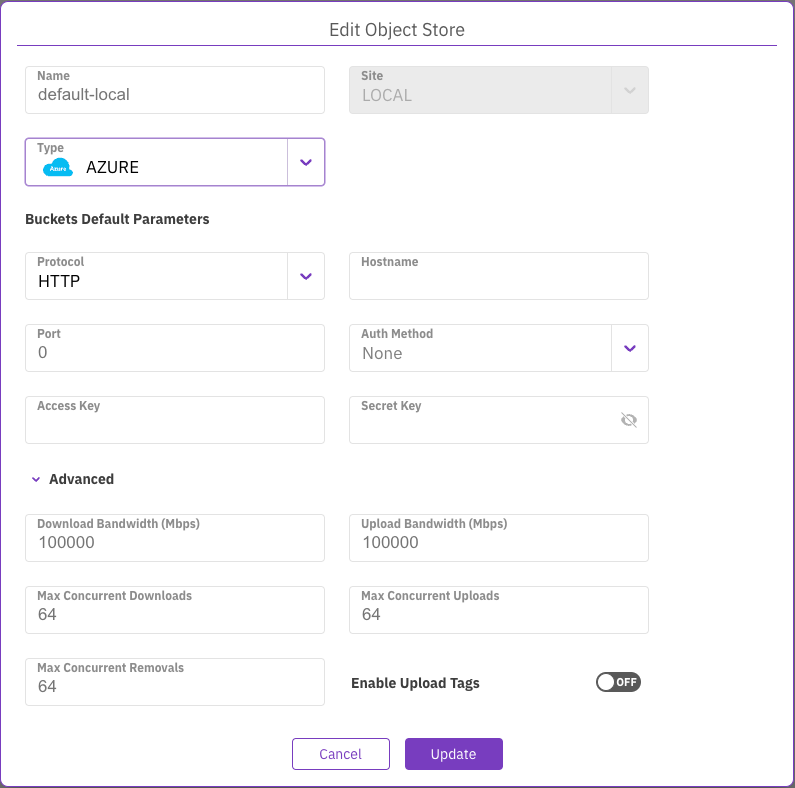 Edit Object Store
Name
default-local
Site
LOCAL
Type
Azure
AZURE
Buckets Default Parameters
Protocol
HTTP
Hostname
Port
0
Auth Method
None
Access Key
Secret Key
Advanced
Download Bandwidth (Mbps)
100000
Upload Bandwidth (Mbps)
100000
Max Concurrent Downloads
64
Max Concurrent Uploads
64
Max Concurrent Removals
64
Enable Upload Tags
OFF
Cancel
Update